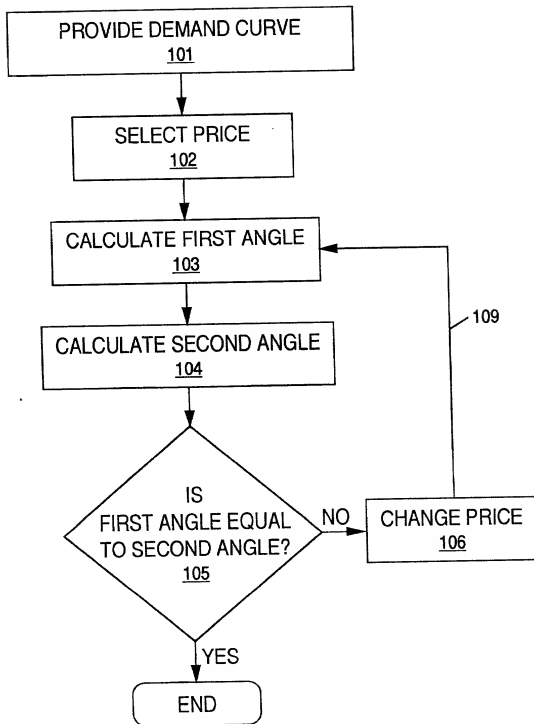 PROVIDE DEMAND CURVE
101
SELECT PRICE
102
CALCULATE FIRST ANGLE
103
109
CALCULATE SECOND ANGLE
104
IS
FIRST ANGLE EQUAL
TO SECOND ANGLE?
105
NO
CHANGE PRICE
106
YES
END